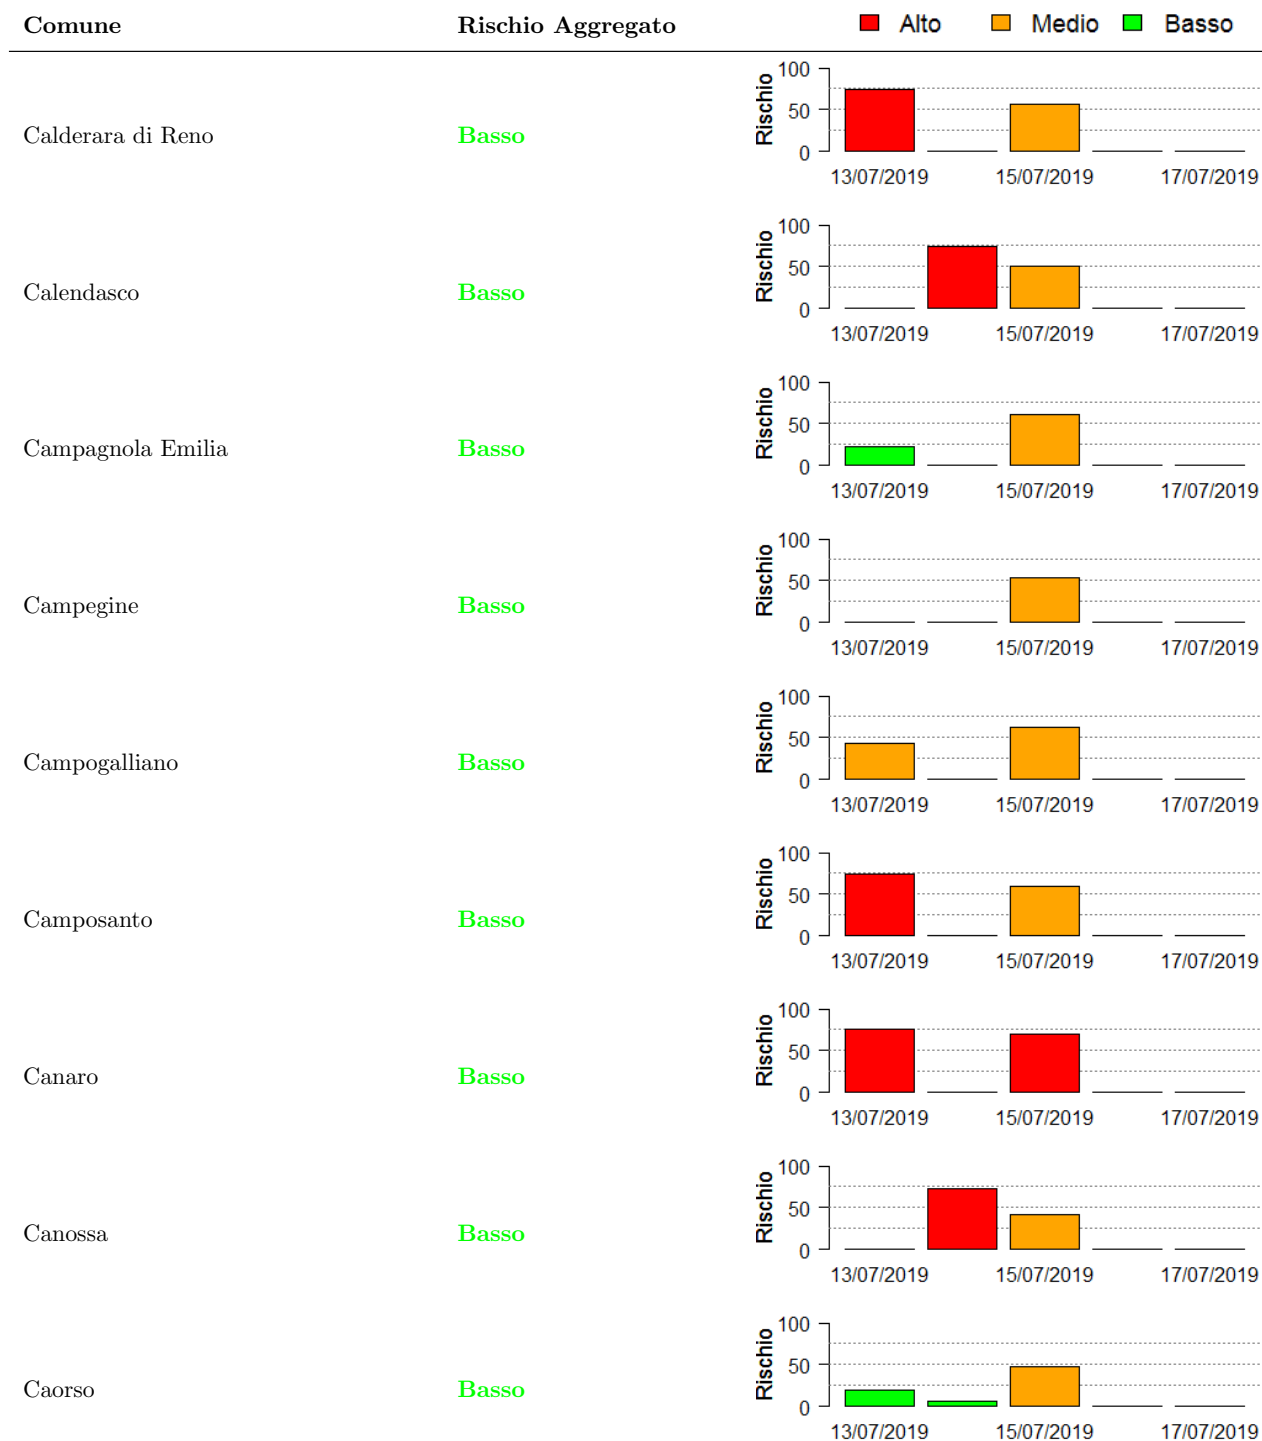 Comune Rischio Aggregato Alto Medio Basso
Calderara di Reno Basso Rischio 100 50 0
13/07/2019 15/07/2019 17/07/2019
Calendasco Basso Rischio 100 50 0
13/07/2019 15/07/2019 17/07/2019
Campagnola Emilia Basso Rischio 100 50 0
13/07/2019 15/07/2019 17/07/2019
Campegine Basso Rischio 100 50 0
13/07/2019 15/07/2019 17/07/2019
Campogalliano Basso Rischio 100 50 0
13/07/2019 15/07/2019 17/07/2019
Camposanto Basso Rischio 100 50 0
13/07/2019 15/07/2019 17/07/2019
Canaro Basso Rischio 100 50 0
13/07/2019 15/07/2019 17/07/2019
Canossa Basso Rischio 100 50 0
13/07/2019 15/07/2019 17/07/2019
Caorso Basso Rischio 100 50 0
13/07/2019 15/07/2019 17/07/2019